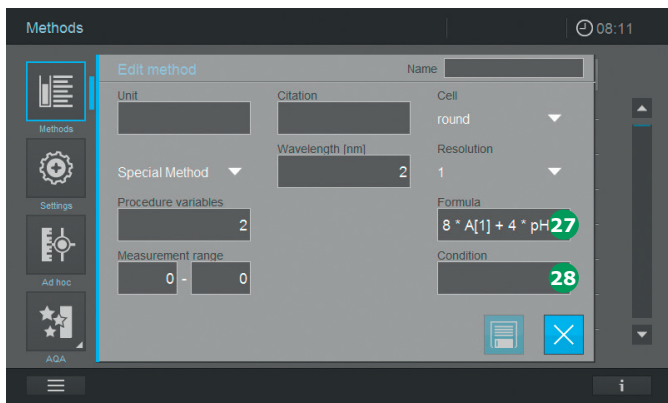 Methods
08:11
Edit method
Name
Unit
Citation
Cell
round
Methods
Wavelength [nm]
Resolution
Special Method
2
1
Settings
Procedure variables
Formula
2
8 * A[1] + 4 * pH
27
Measurement range
Condition
0 - 0
28
Ad hoc
AQA
i